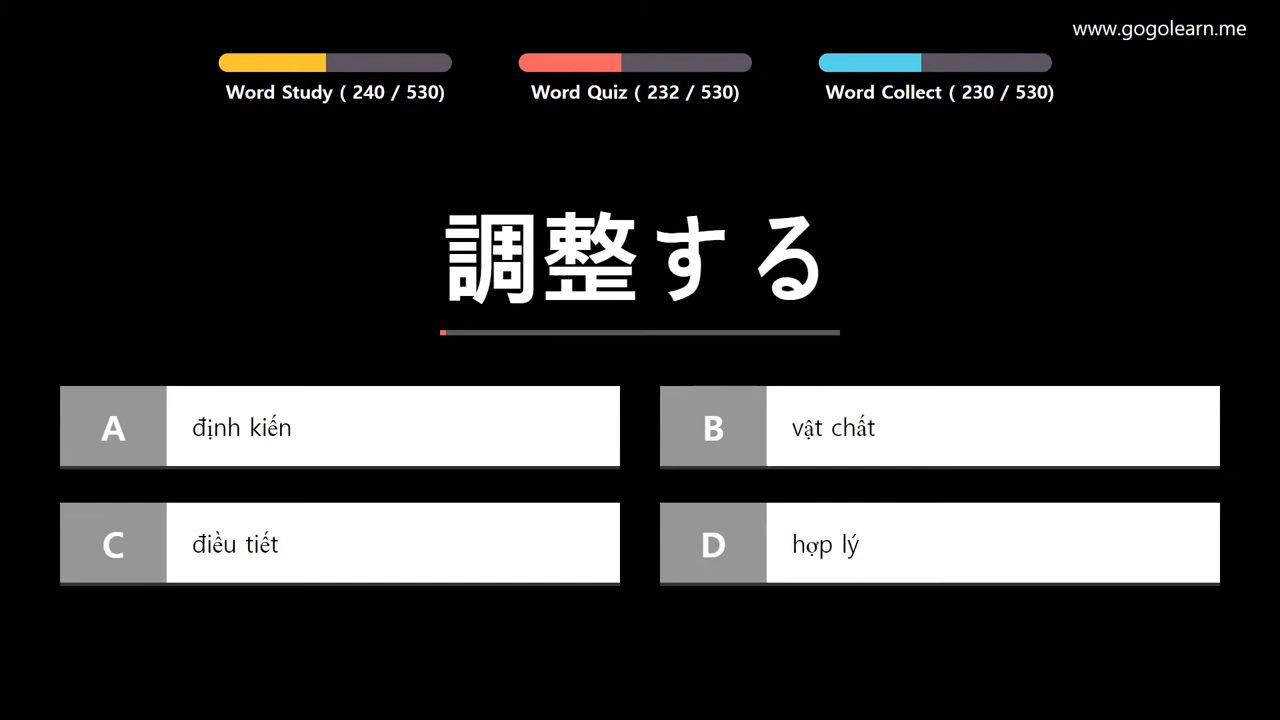 www.gogolearn.me
Word Study ( 240 / 530)
Word Quiz ( 232 / 530)
Word Collect ( 230 / 530)
調整する
A
định kiến
B
vật chất
C
điều tiết
D
hợp lý